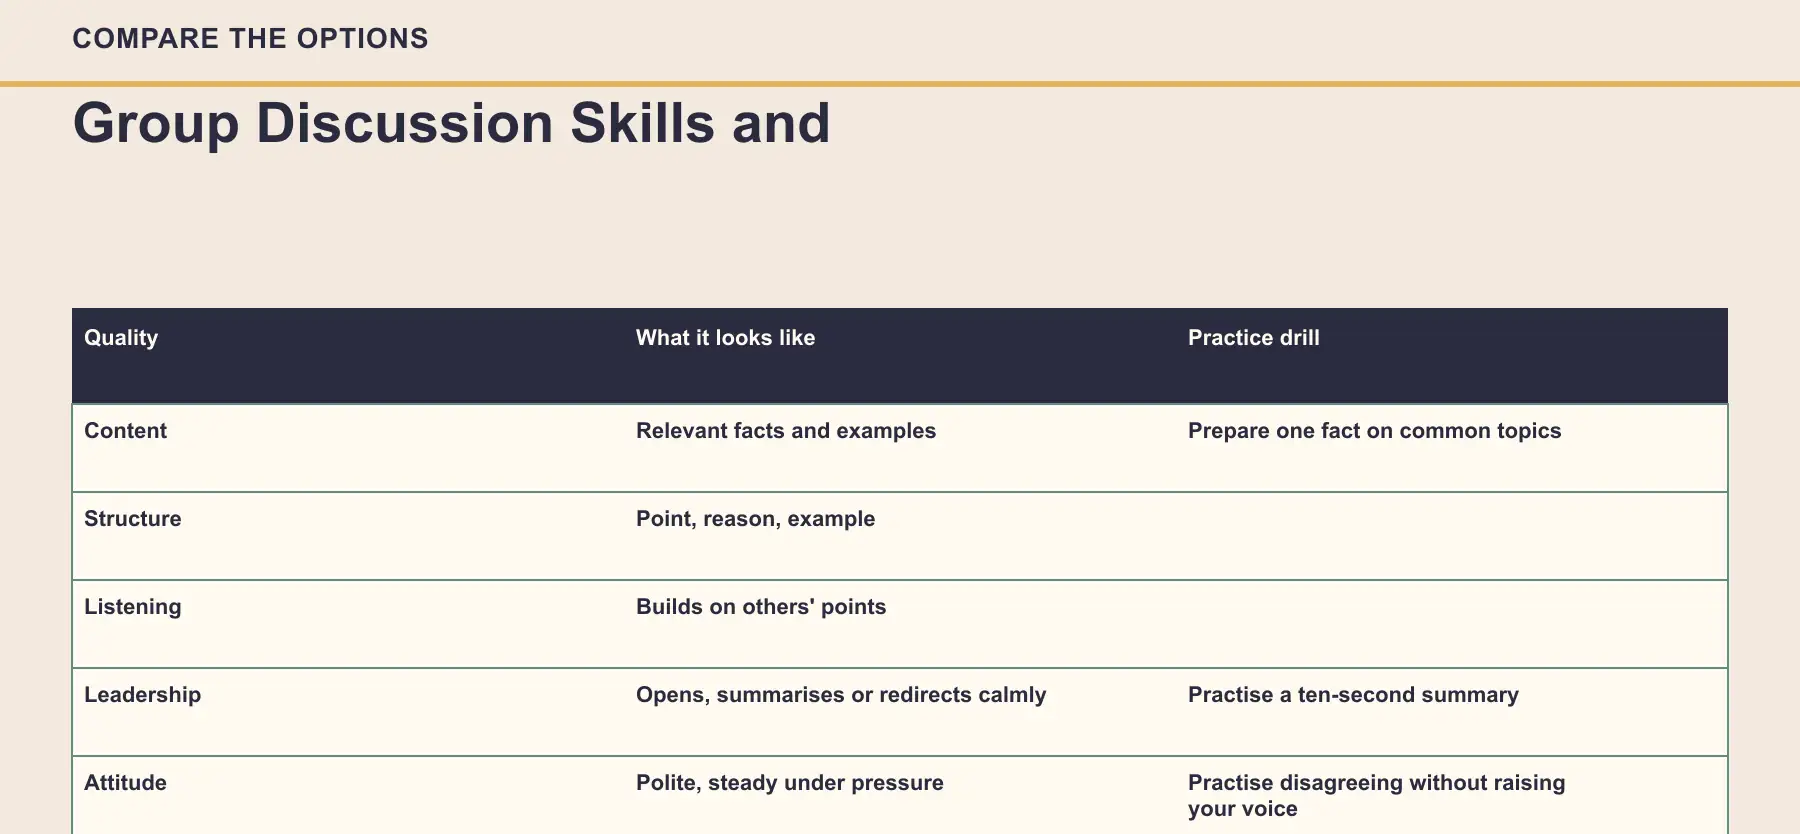 COMPARE THE OPTIONS
Group Discussion Skills and
Quality What it looks like Practice drill
Content Relevant facts and examples Prepare one fact on common topics
Structure Point, reason, example
Listening Builds on others' points
Leadership Opens, summarises or redirects calmly Practise a ten-second summary
Attitude Polite, steady under pressure Practise disagreeing without raising
your voice